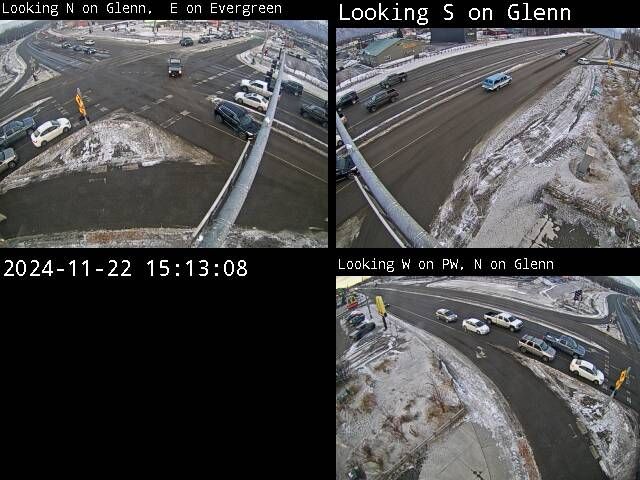 Looking N on Glenn,  E on Evergreen
Looking S on Glenn
2024-11-22 15:13:08
Looking W on PW, N on Glenn